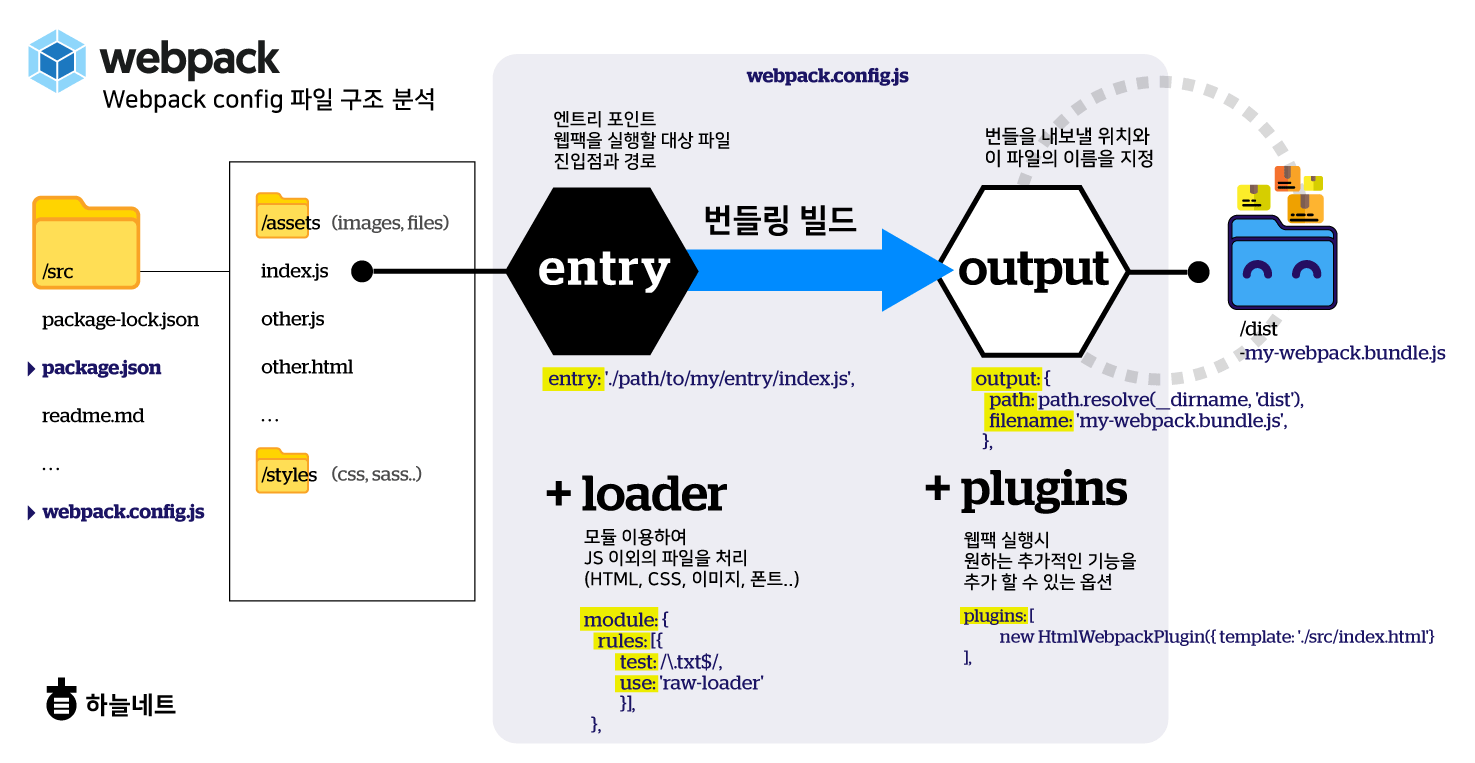 webpack
Webpack config 파일 구조 분석
/src
package-lock.json
package.json
readme.md
...
webpack.config.js
/assets (images, files)
index.js
other.js
other.html
...
/styles (css, sass..)
webpack.config.js
엔트리 포인트
웹팩을 실행할 대상 파일
진입점과 경로
entry
entry: './path/to/my/entry/index.js',
번들링 빌드
번들을 내보낼 위치와
이 파일의 이름을 지정
output
output: {
path: path.resolve(__dirname, 'dist'),
filename: 'my-webpack.bundle.js',
},
/dist
-my-webpack.bundle.js
+ loader
모듈 이용하여
JS 이외의 파일을 처리
(HTML, CSS, 이미지, 폰트..)
module: {
rules: [{
test: /\.txt$/,
use: 'raw-loader'
}],
},
+ plugins
웹팩 실행시
원하는 추가적인 기능을
추가 할 수 있는 옵션
plugins: [
new HtmlWebpackPlugin({ template: './src/index.html'}
],
하늘네트